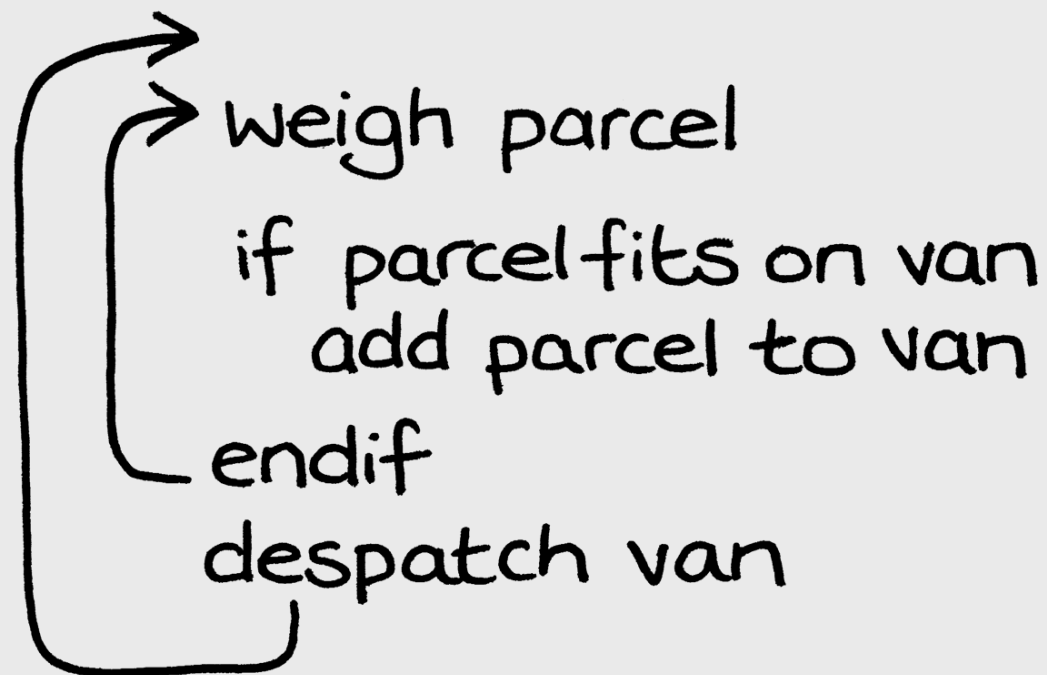 weigh parcel
if parcel fits on van
add parcel to van
endif
despatch van